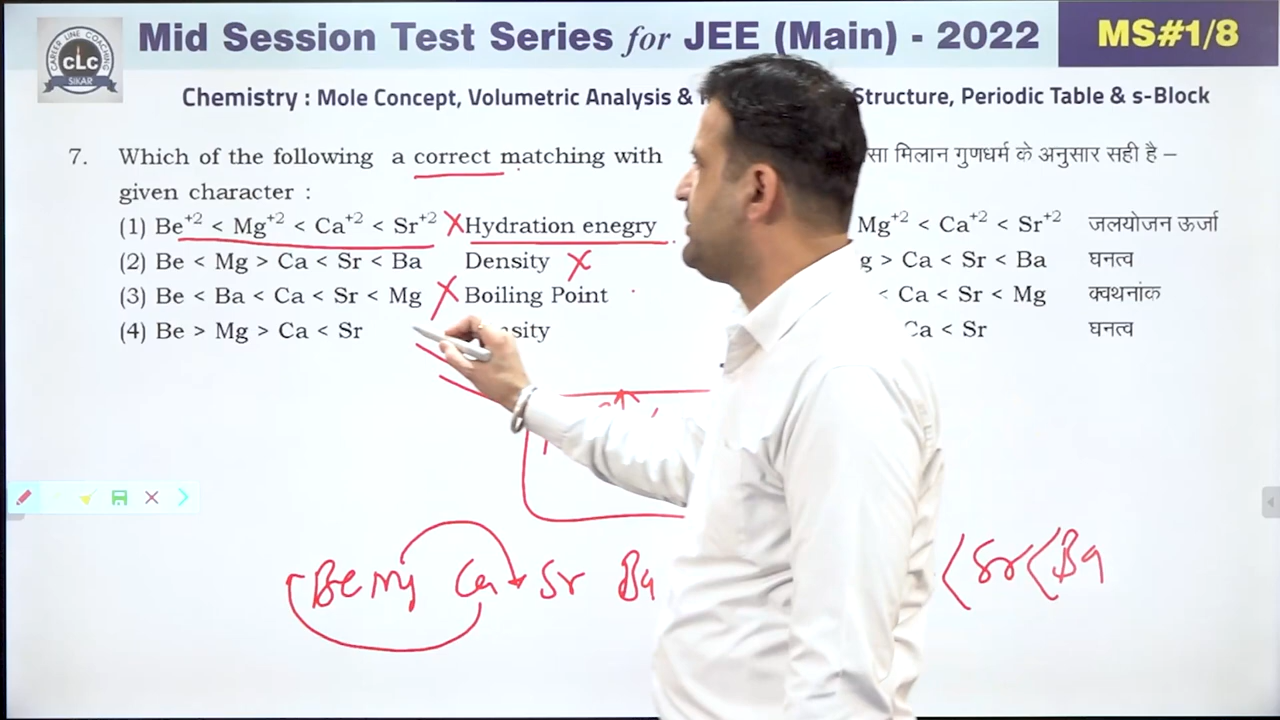 CAREER LINE COACHING
CLC
SIKAR
Mid Session Test Series for JEE (Main) - 2022
MS#1/8
Chemistry : Mole Concept, Volumetric Analysis & Structure, Periodic Table & s-Block
7. Which of the following a correct matching with
given character :
(1) Be⁺² < Mg⁺² < Ca⁺² < Sr⁺² Hydration enegry
(2) Be < Mg > Ca < Sr < Ba Density
(3) Be < Ba < Ca < Sr < Mg Boiling Point
(4) Be > Mg > Ca < Sr
मिलान गुणधर्म के अनुसार सही है –
Mg⁺² < Ca⁺² < Sr⁺² जलयोजन ऊर्जा
> Ca < Sr < Ba घनत्व
< Ca < Sr < Mg क्वथनांक
Ca < Sr घनत्व
Be Mg Ca Sr Ba
< Sr < Ba